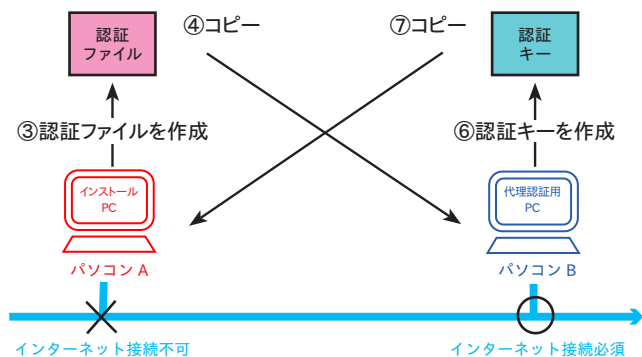 認証
ファイル
④コピー
⑦コピー
認証
キー
③認証ファイルを作成
⑥認証キーを作成
インストール
PC
代理認証用
PC
パソコン A
パソコン B
インターネット接続不可
インターネット接続必須